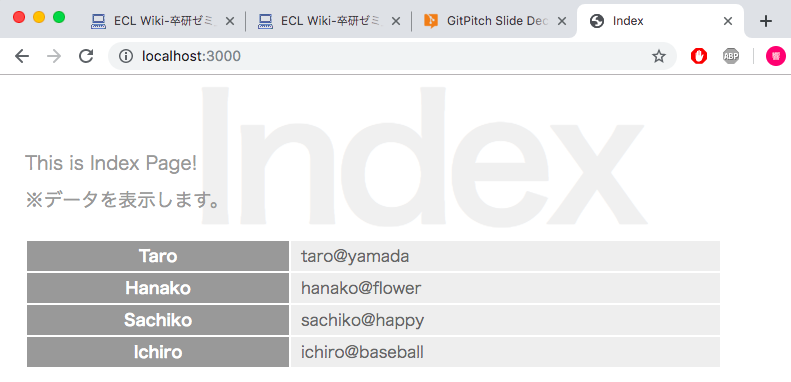 ECL Wiki-卒研ゼミ
ECL Wiki-卒研ゼミ
GitPitch Slide Dec
Index
localhost:3000
ABP
Index
This is Index Page!
※データを表示します。
Taro taro@yamada
Hanako hanako@flower
Sachiko sachiko@happy
Ichiro ichiro@baseball